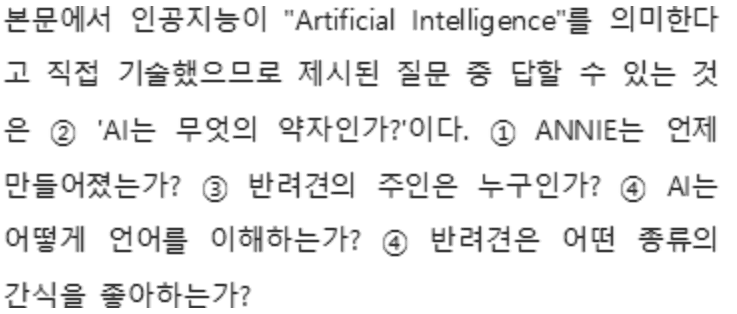 본문에서 인공지능이 "Artificial Intelligence"를 의미한다
고 직접 기술했으므로 제시된 질문 중 답할 수 있는 것
은 ② 'AI는 무엇의 약자인가?'이다. ① ANNIE는 언제
만들어졌는가? ③ 반려견의 주인은 누구인가? ④ AI는
어떻게 언어를 이해하는가? ④ 반려견은 어떤 종류의
간식을 좋아하는가?